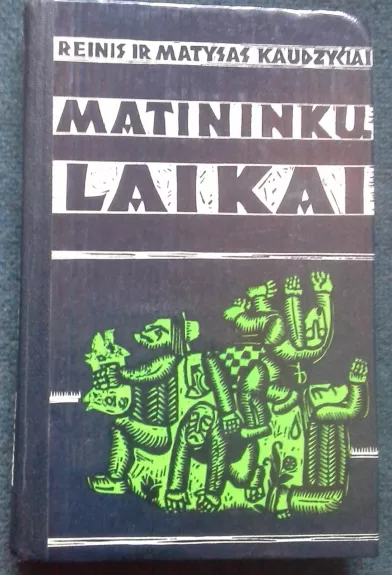 REINIS IR MATYSAS KAUDZYČIAI
MATININKŲ
LAIKAI